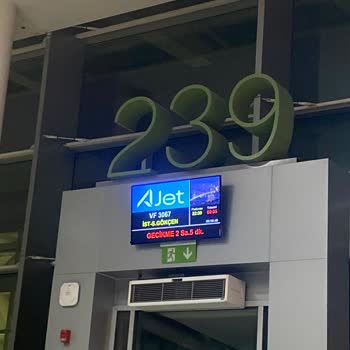 239
AJet
VF 3067
İST-S.GÖKÇEN
GECİKME 2 Sa.5 dk.